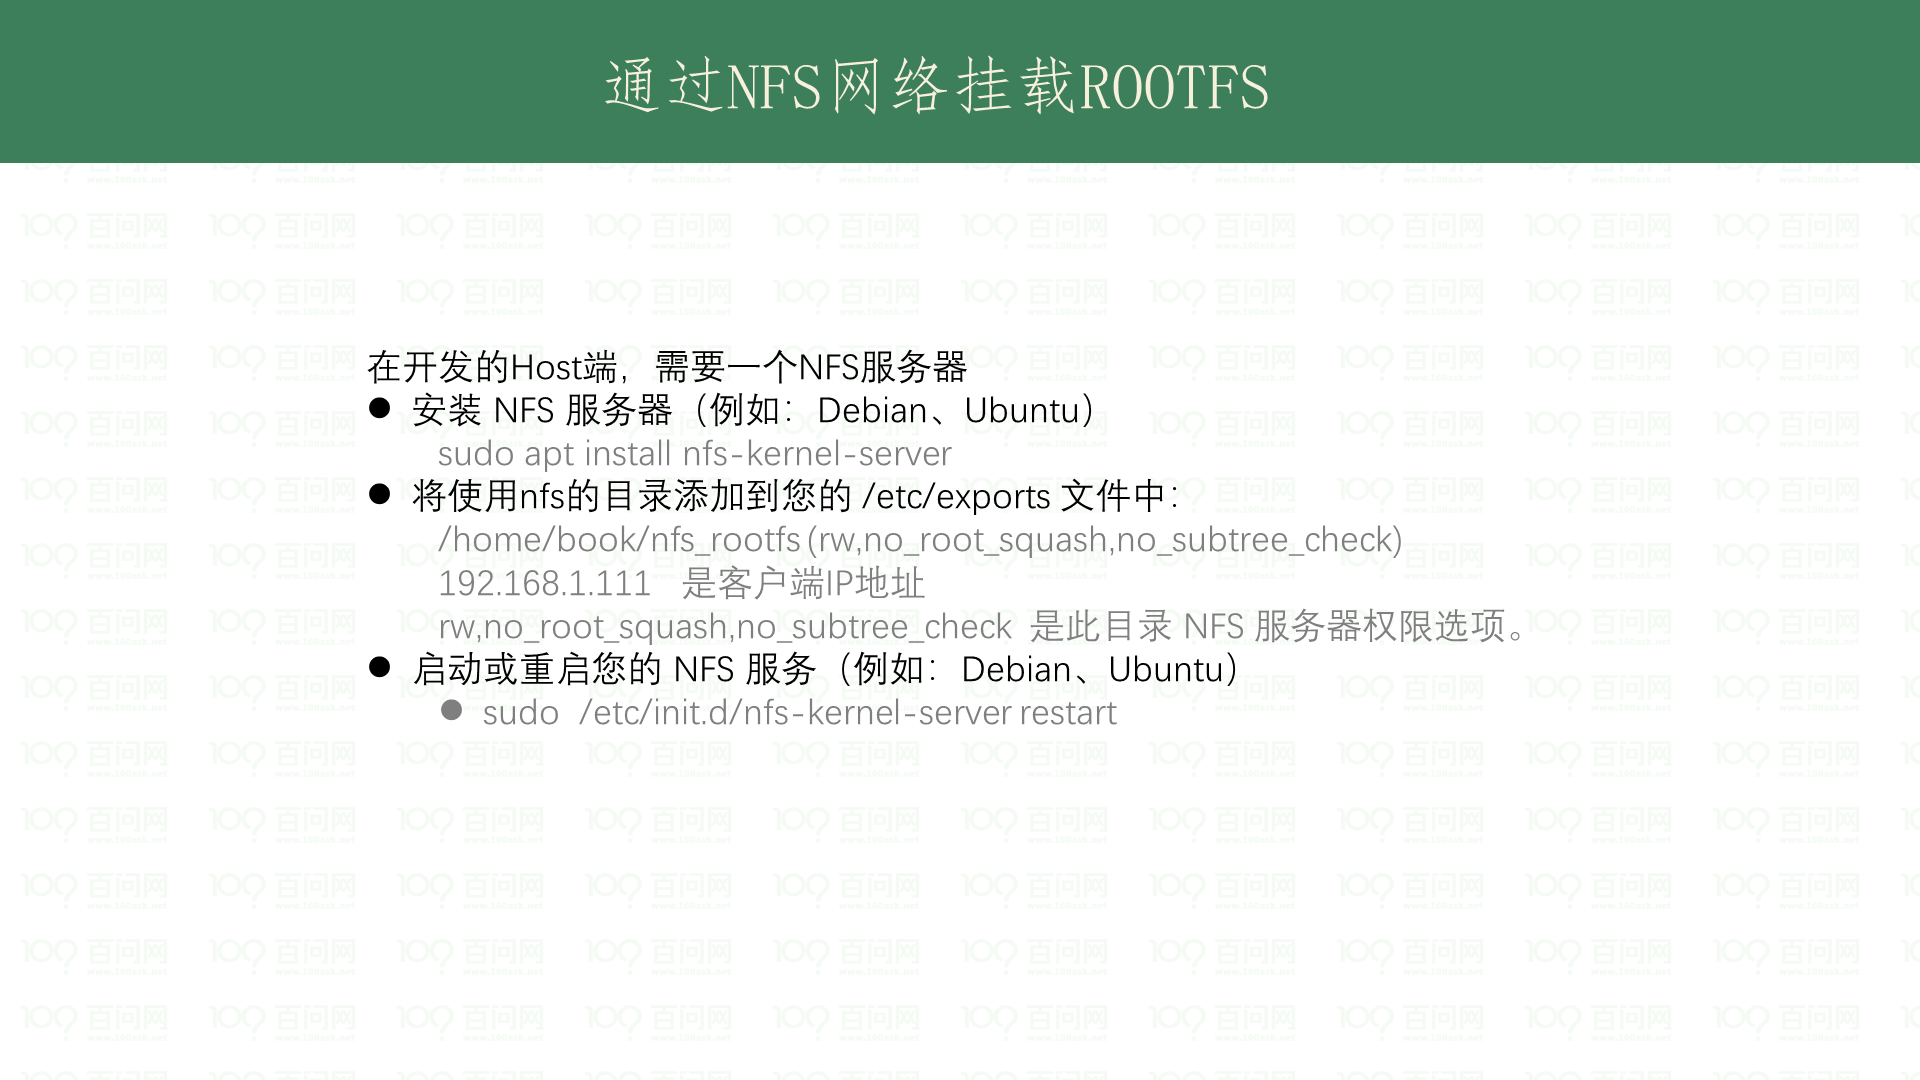 通过NFS网络挂载ROOTFS
在开发的Host端，需要一个NFS服务器
● 安装 NFS 服务器（例如：Debian、Ubuntu）
sudo apt install nfs-kernel-server
● 将使用nfs的目录添加到您的 /etc/exports 文件中：
/home/book/nfs_rootfs (rw,no_root_squash,no_subtree_check)
192.168.1.111 是客户端IP地址
rw,no_root_squash,no_subtree_check 是此目录 NFS 服务器权限选项。
● 启动或重启您的 NFS 服务（例如：Debian、Ubuntu）
● sudo /etc/init.d/nfs-kernel-server restart
百问网
www.100ask.net